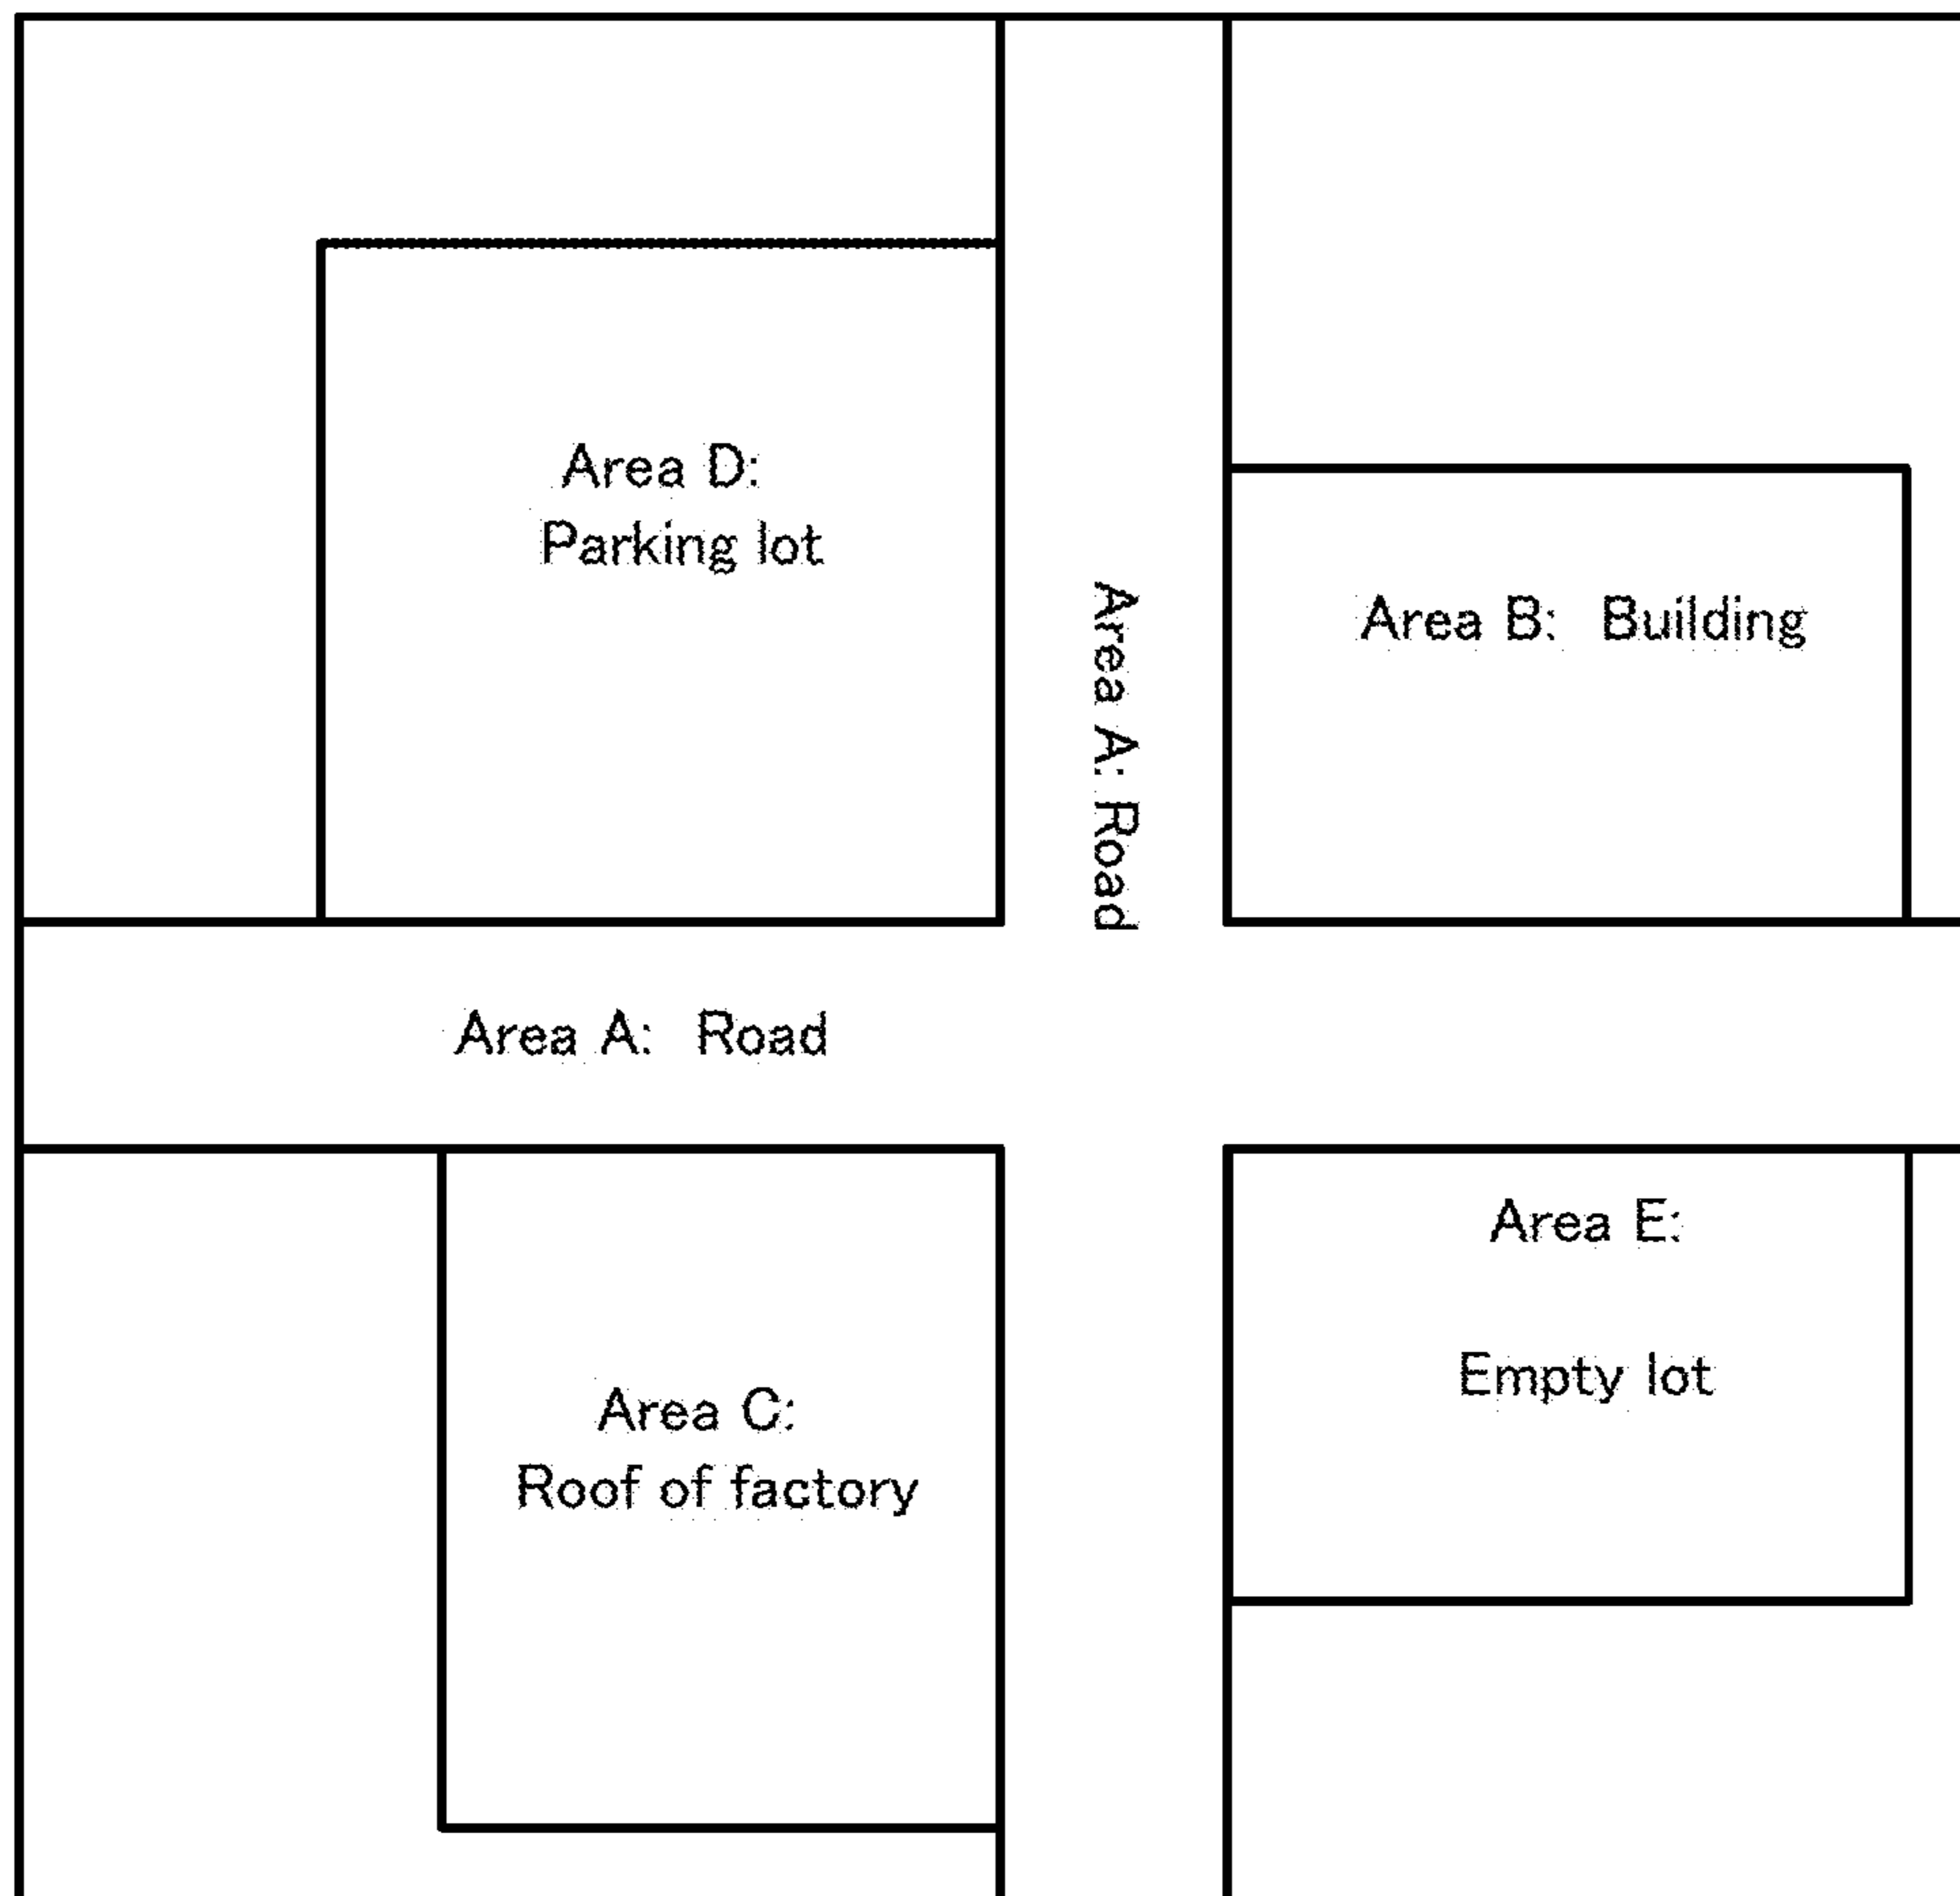 Area D:
Parking lot
Area B: Building
Area A: Road
Area A: Road
Area E:
Empty lot
Area C:
Roof of factory